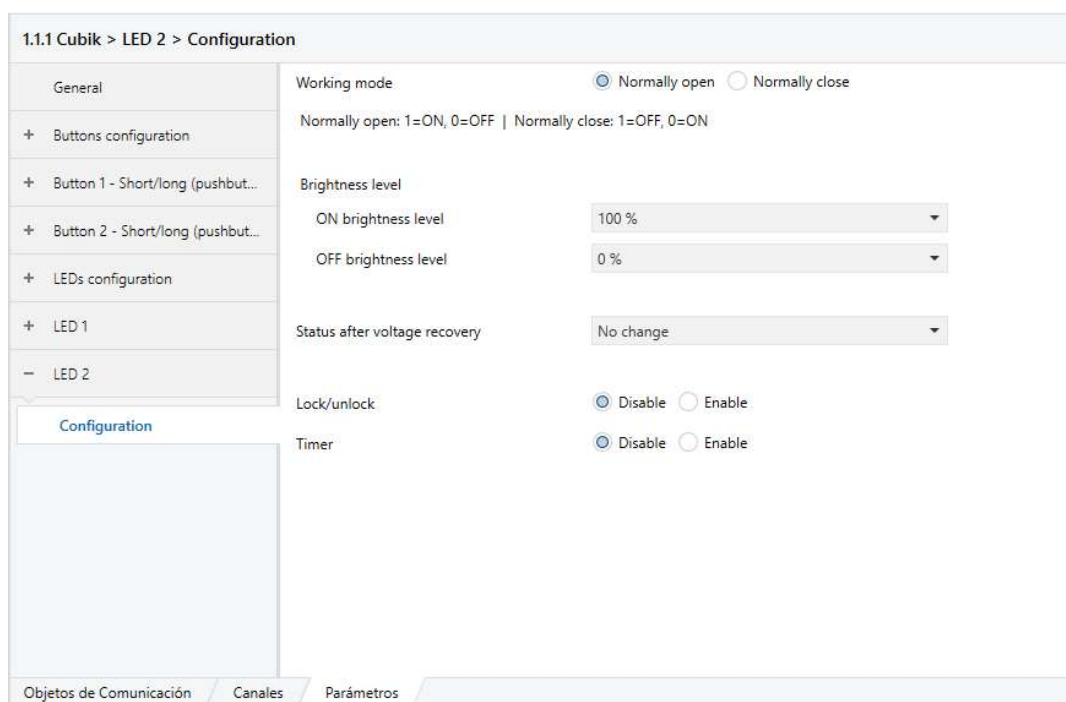 1.1.1 Cubik > LED 2 > Configuration
General
+ Buttons configuration
+ Button 1 - Short/long (pushbut...
+ Button 2 - Short/long (pushbut...
+ LEDs configuration
+ LED 1
− LED 2
Configuration
Working mode Normally open Normally close
Normally open: 1=ON, 0=OFF | Normally close: 1=OFF, 0=ON
Brightness level
ON brightness level 100 %
OFF brightness level 0 %
Status after voltage recovery No change
Lock/unlock Disable Enable
Timer Disable Enable
Objetos de Comunicación Canales Parámetros